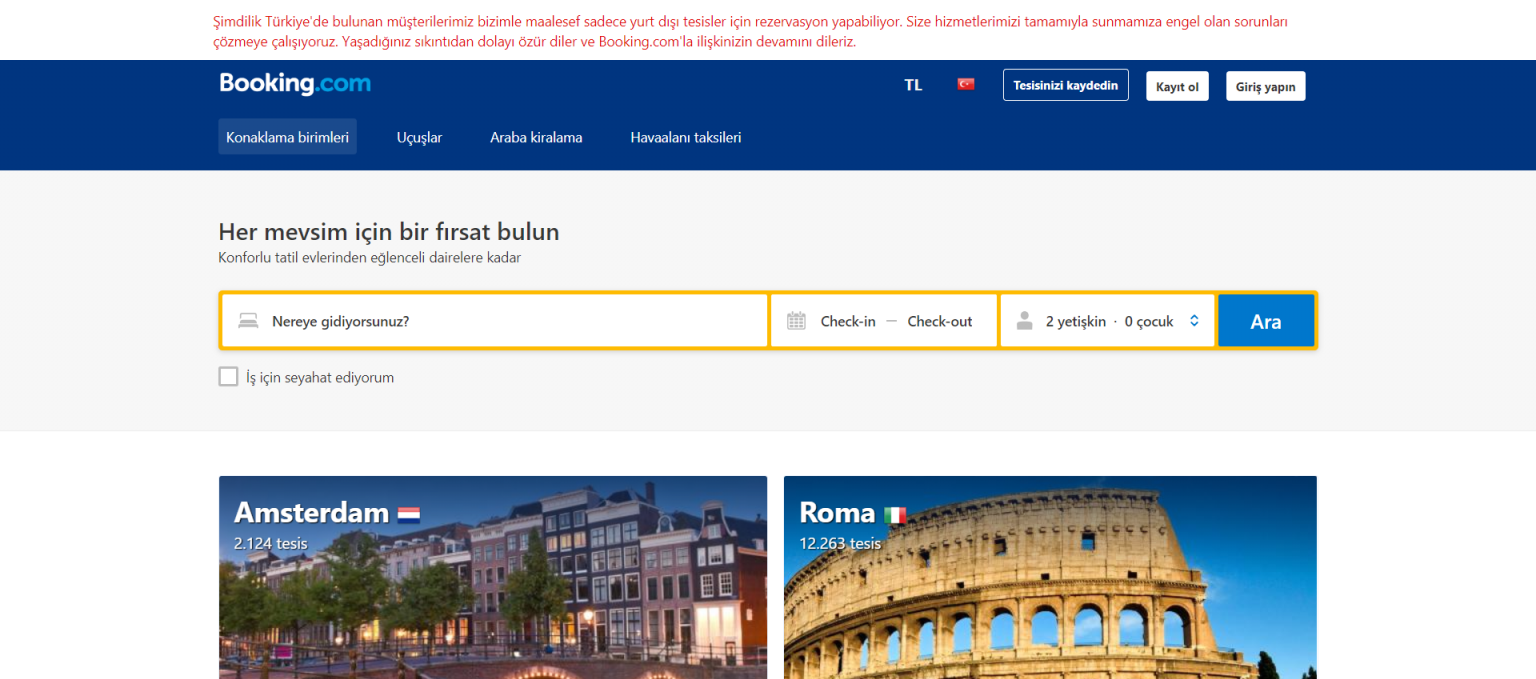 Şimdilik Türkiye'de bulunan müşterilerimiz bizimle maalesef sadece yurt dışı tesisler için rezervasyon yapabiliyor. Size hizmetlerimizi tamamıyla sunmamıza engel olan sorunları
çözmeye çalışıyoruz. Yaşadığınız sıkıntıdan dolayı özür diler ve Booking.com'la ilişkinizin devamını dileriz.
Booking.com
TL
Tesisinizi kaydedin
Kayıt ol
Giriş yapın
Konaklama birimleri
Uçuşlar
Araba kiralama
Havaalanı taksileri
Her mevsim için bir fırsat bulun
Konforlu tatil evlerinden eğlenceli dairelere kadar
Nereye gidiyorsunuz?
Check-in — Check-out
2 yetişkin · 0 çocuk
Ara
İş için seyahat ediyorum
Amsterdam
2.124 tesis
Roma
12.263 tesis